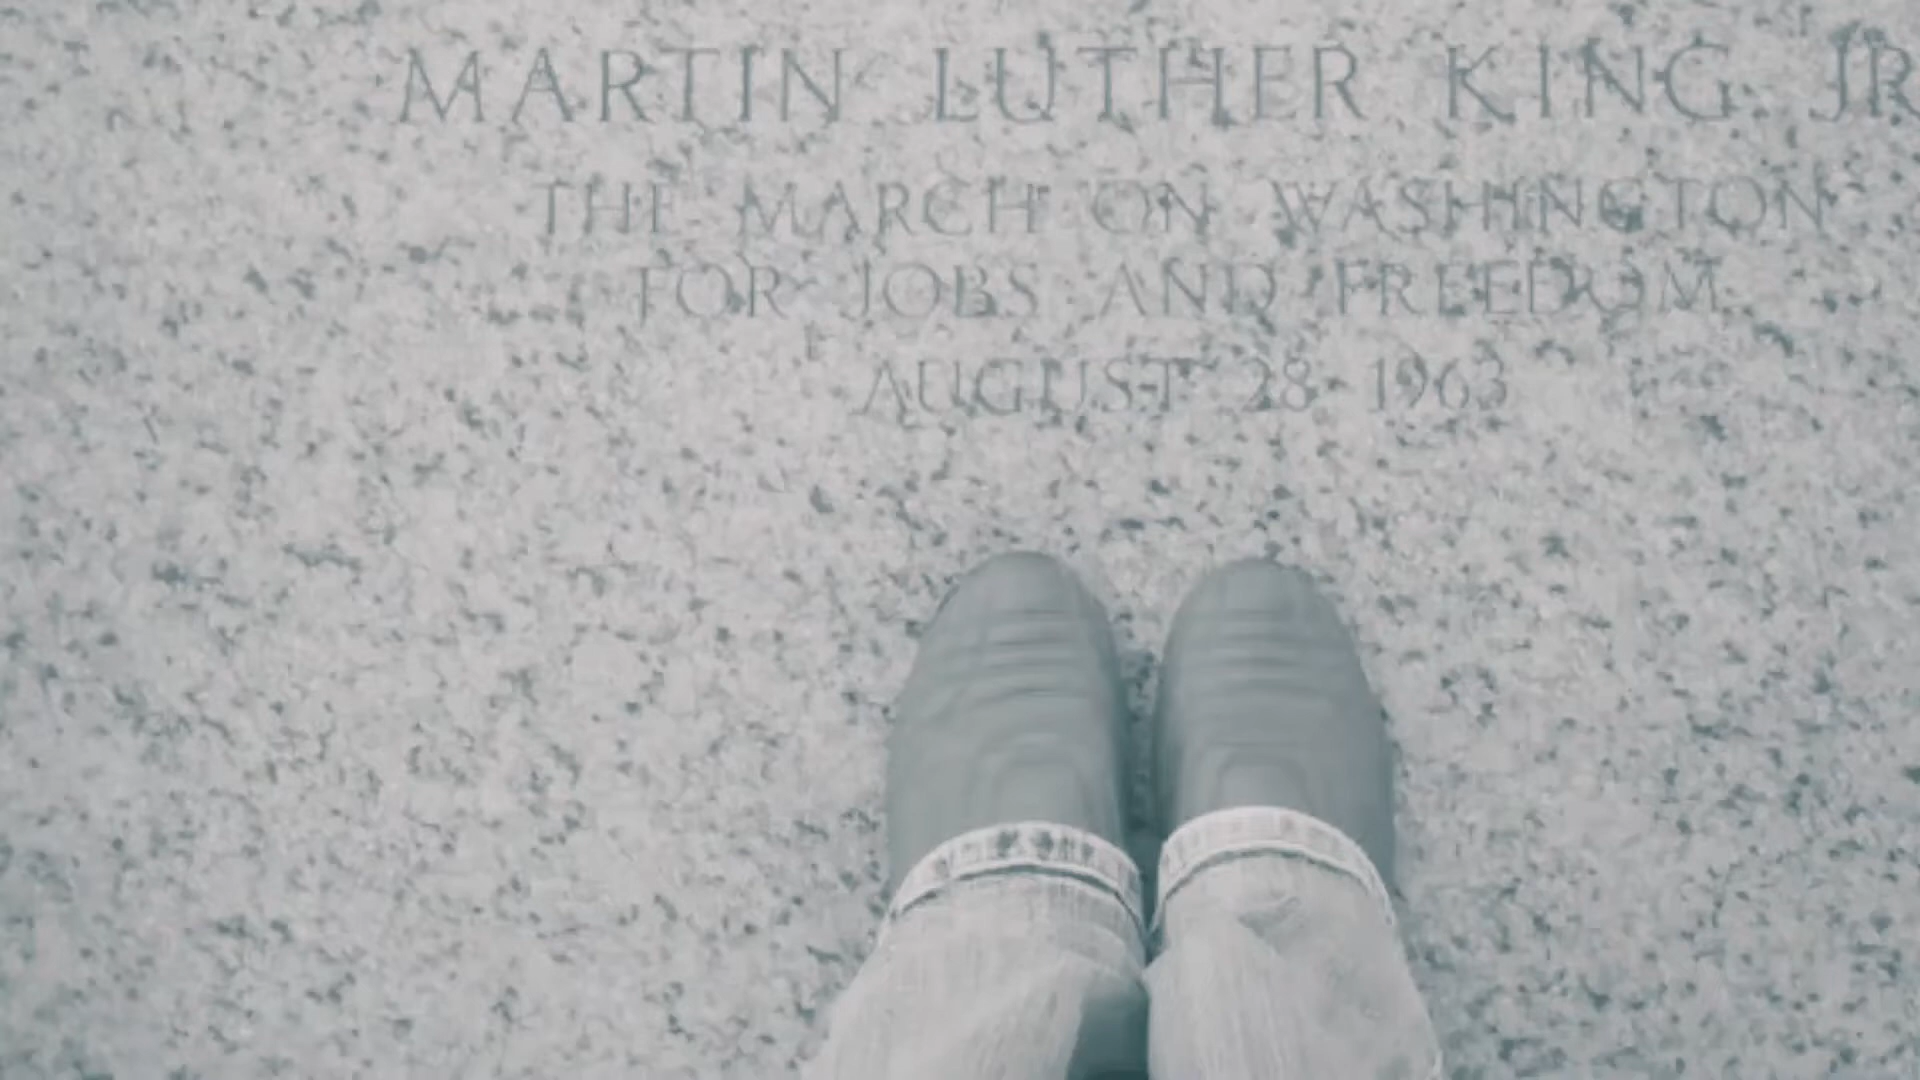 MARTIN LUTHER KING JR
THE MARCH ON WASHINGTON
FOR JOBS AND FREEDOM
AUGUST 28 1963